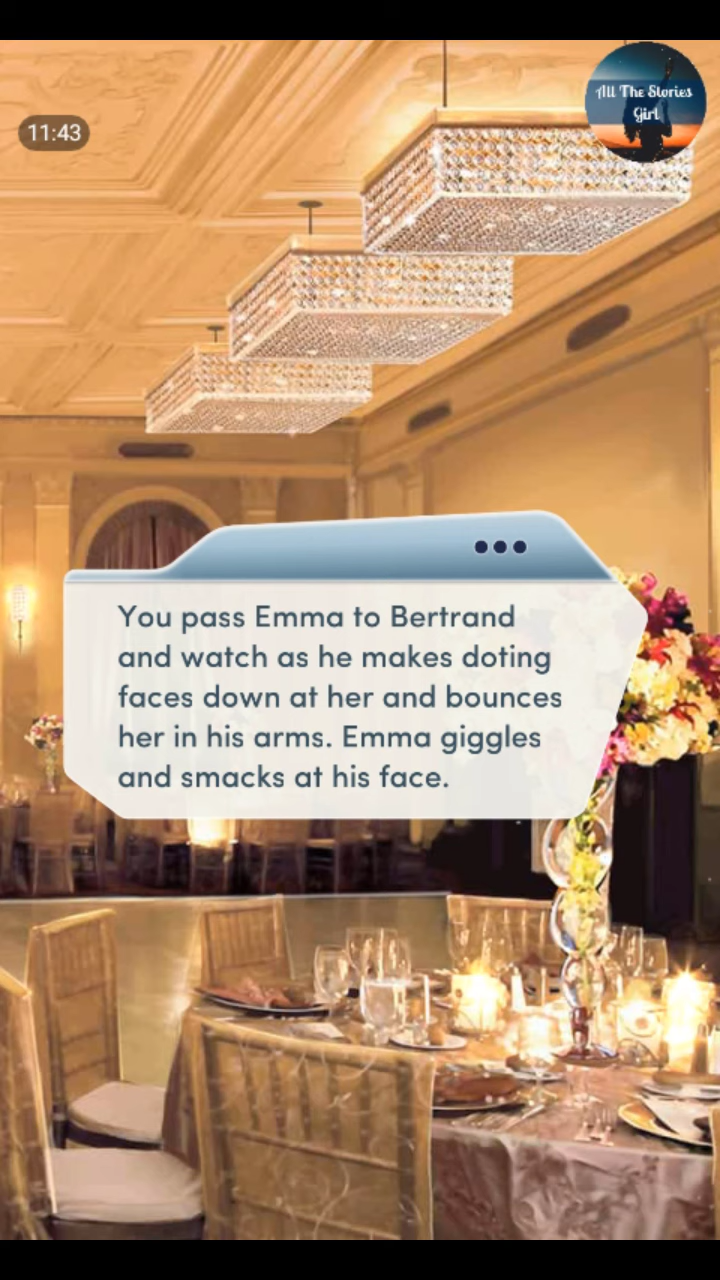 All The Stories
Girl
11:43
You pass Emma to Bertrand
and watch as he makes doting
faces down at her and bounces
her in his arms. Emma giggles
and smacks at his face.